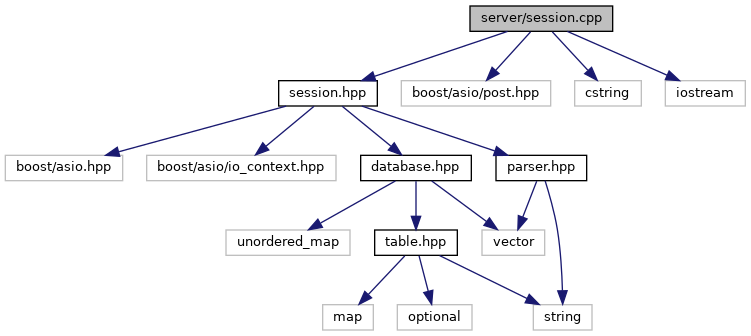 server/session.cpp
session.hpp
boost/asio/post.hpp
cstring
iostream
boost/asio.hpp
boost/asio/io_context.hpp
database.hpp
parser.hpp
unordered_map
table.hpp
vector
map
optional
string